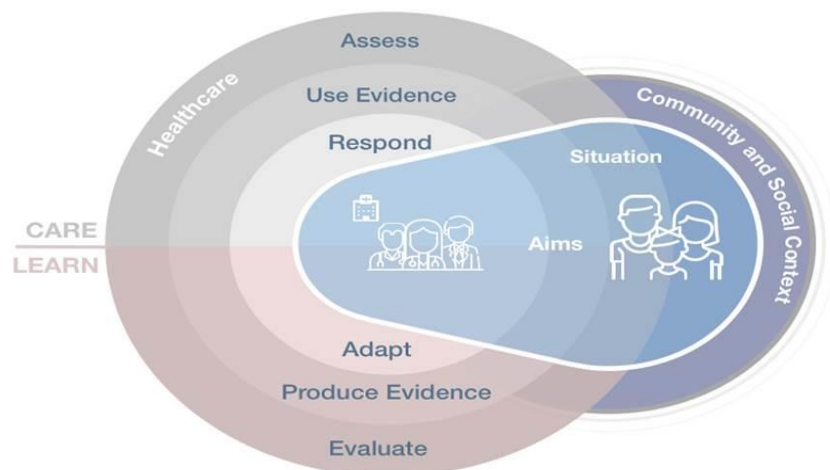 Assess
Healthcare
Use Evidence
Community and Social Context
Respond
Situation
CARE
Aims
LEARN
Adapt
Produce Evidence
Evaluate